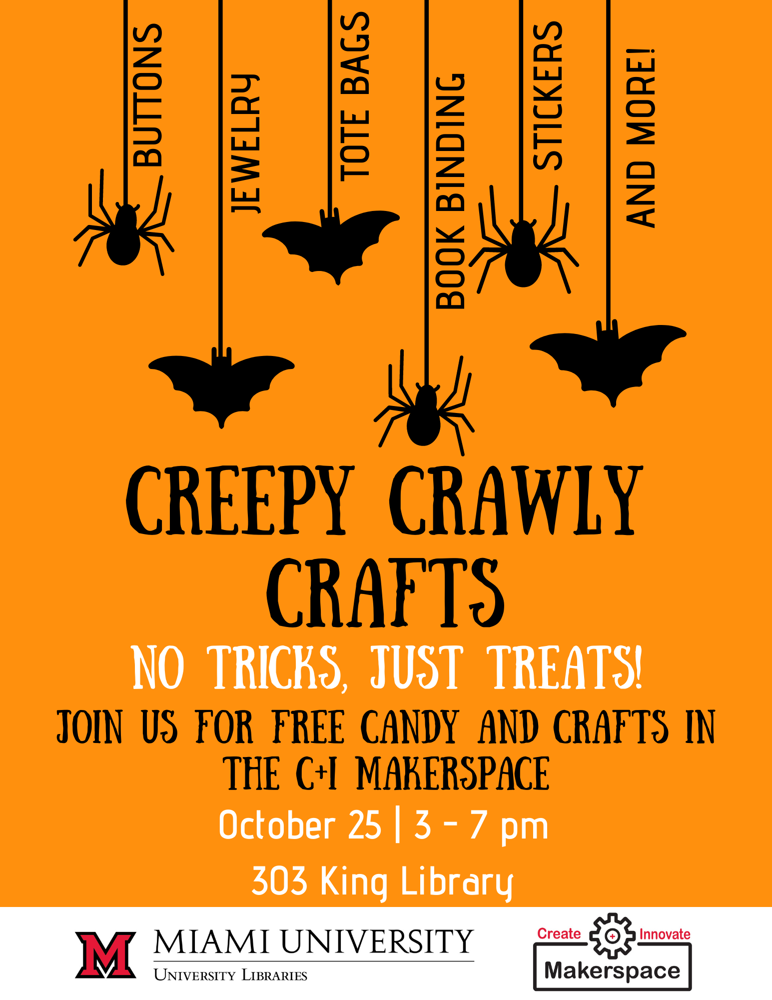 BUTTONS
JEWELRY
TOTE BAGS
BOOK BINDING
STICKERS
AND MORE!
CREEPY CRAWLY
CRAFTS
NO TRICKS, JUST TREATS!
JOIN US FOR FREE CANDY AND CRAFTS IN
THE C+I MAKERSPACE
October 25 | 3 - 7 pm
303 King Library
M
MIAMI UNIVERSITY
UNIVERSITY LIBRARIES
Create + Innovate
Makerspace